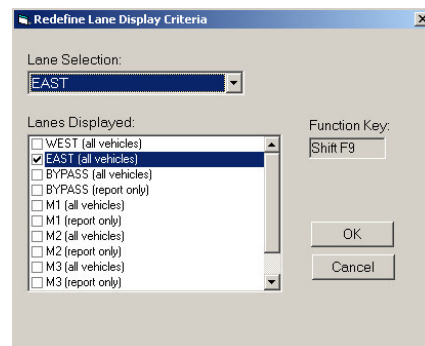 Redefine Lane Display Criteria
Lane Selection:
EAST
Lanes Displayed:
WEST (all vehicles)
EAST (all vehicles)
BYPASS (all vehicles)
BYPASS (report only)
M1 (all vehicles)
M1 (report only)
M2 (all vehicles)
M2 (report only)
M3 (all vehicles)
M3 (report only)
Function Key:
Shift F9
OK
Cancel